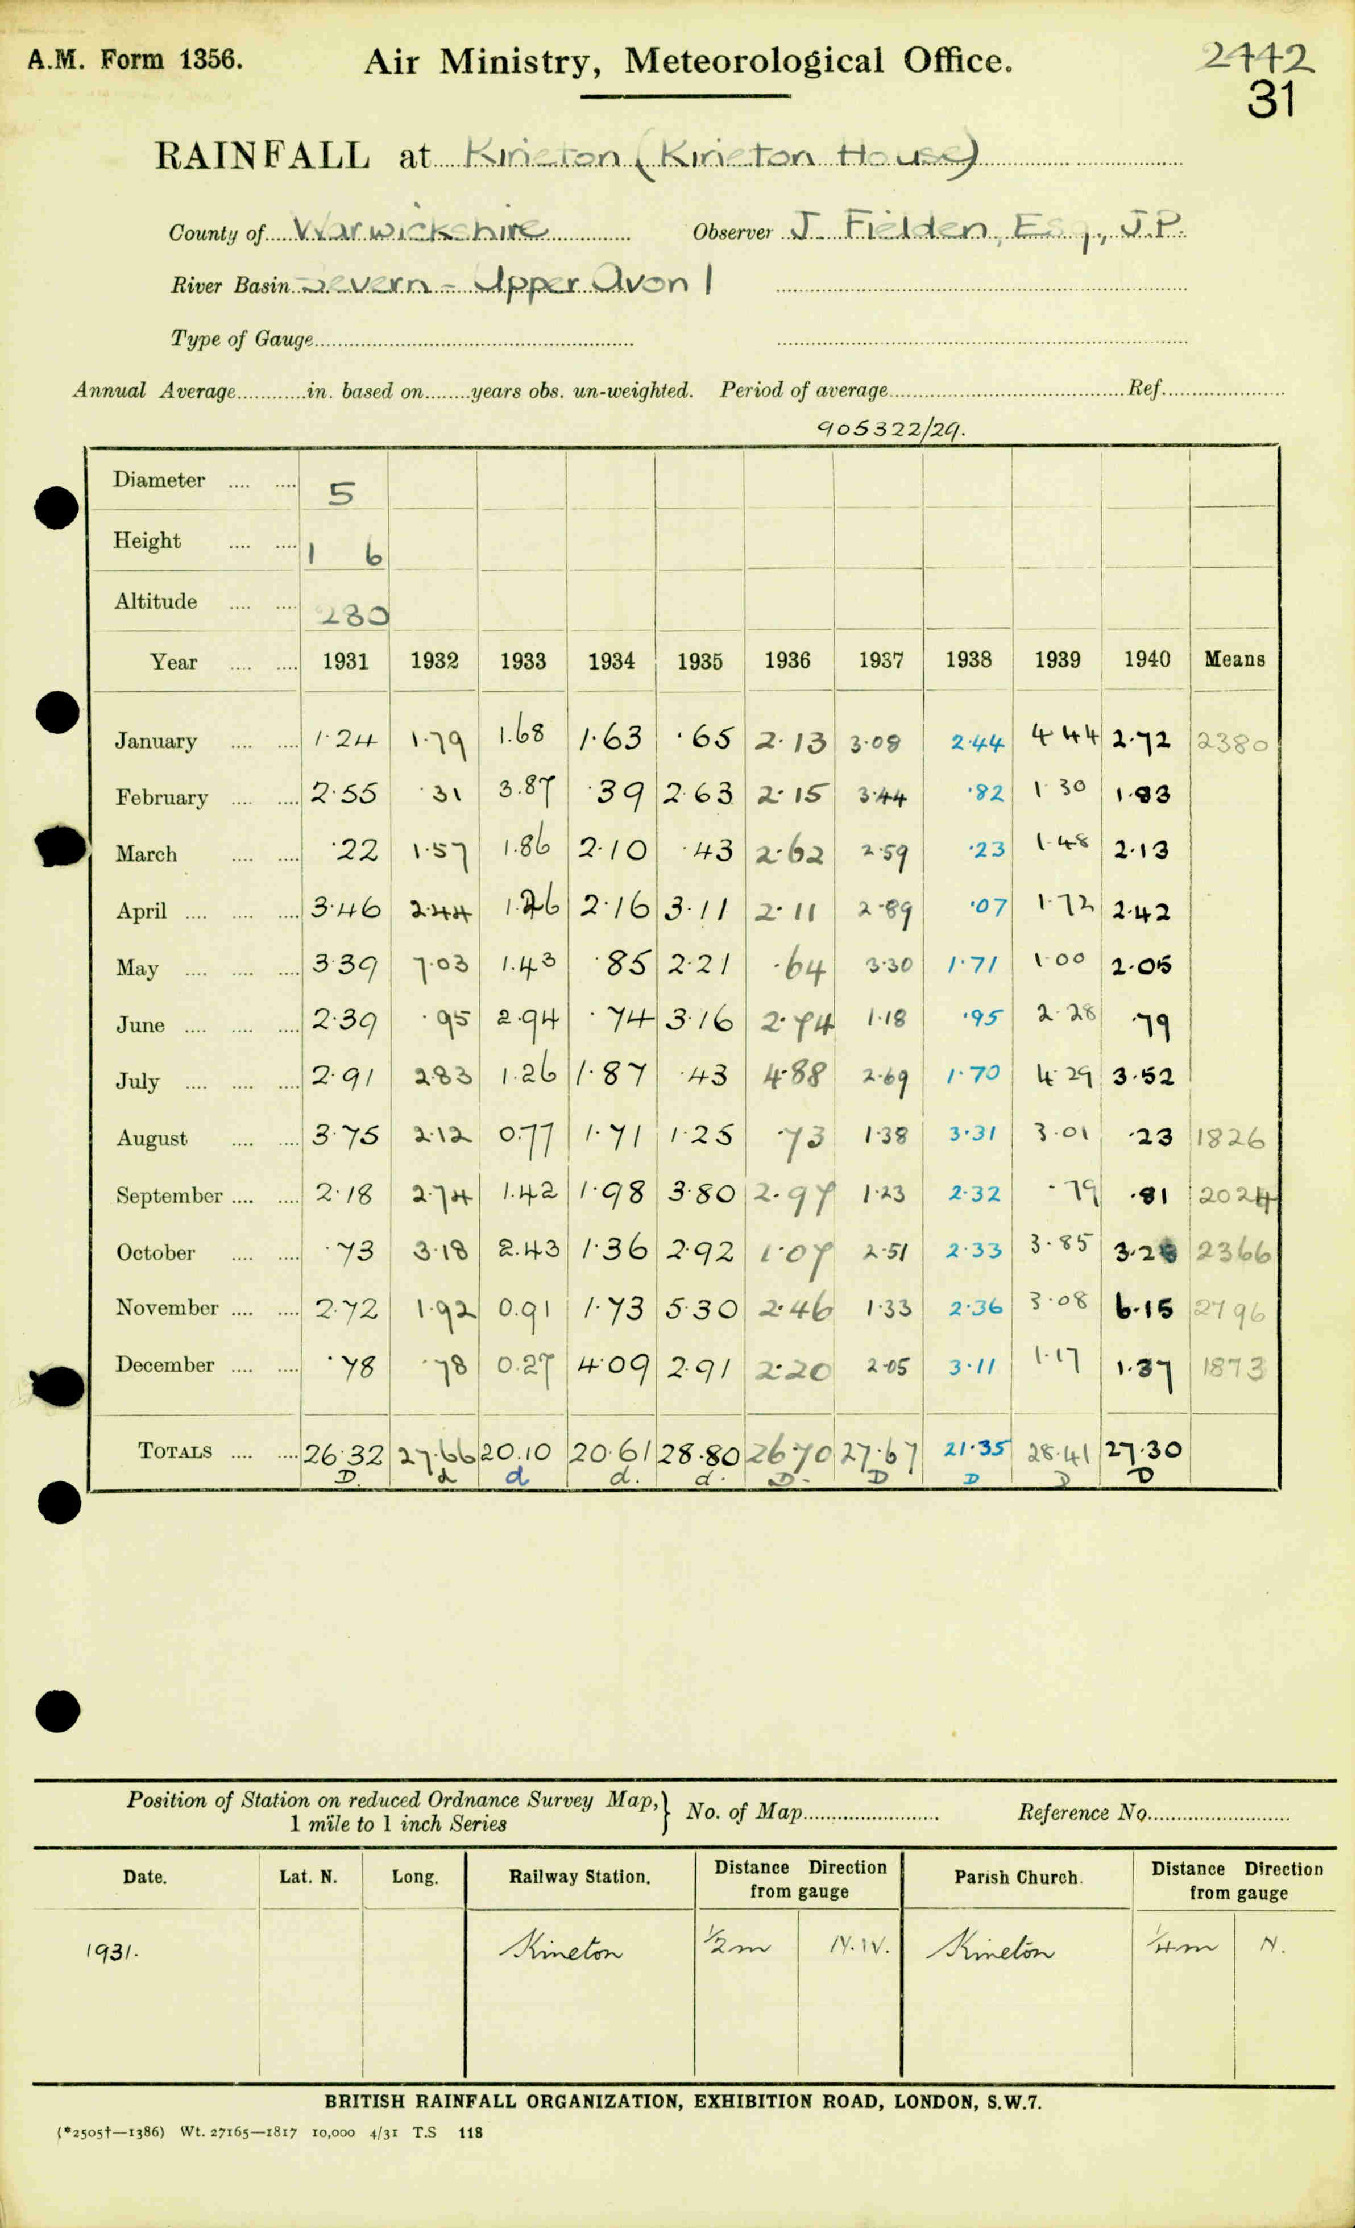 A.M. Form 1356.
Air Ministry, Meteorological Office.
2442
31
RAINFALL at Kineton (Kineton House)
County of Warwickshire Observer J. Fielden, Esq., J.P.
River Basin Severn - Upper Avon 1
Type of Gauge
Annual Average in. based on years obs. un-weighted. Period of average Ref.
905322/29.
Diameter 5
Height 1 6
Altitude 280
Year 1931 1932 1933 1934 1935 1936 1937 1938 1939 1940 Means
January 1.24 1.79 1.68 1.63 .65 2.13 3.08 2.44 4.44 2.72 2380
February 2.55 .31 3.87 .39 2.63 2.15 3.44 .82 1.30 1.83
March .22 1.57 1.86 2.10 .43 2.62 2.59 .23 1.48 2.13
April 3.46 2.44 1.26 2.16 3.11 2.11 2.89 .07 1.72 2.42
May 3.39 7.03 1.43 .85 2.21 .64 3.30 1.71 1.00 2.05
June 2.39 .95 2.94 .74 3.16 2.74 1.18 .95 2.28 .79
July 2.91 2.83 1.26 1.87 .43 4.88 2.69 1.70 4.29 3.52
August 3.75 2.12 0.77 1.71 1.25 .73 1.38 3.31 3.01 .23 1826
September 2.18 2.74 1.42 1.98 3.80 2.97 1.23 2.32 .79 .81 2024
October .73 3.18 2.43 1.36 2.92 1.07 2.51 2.33 3.85 3.28 2366
November 2.72 1.92 0.91 1.73 5.30 2.46 1.33 2.36 3.08 6.15 2796
December .78 .78 0.27 4.09 2.91 2.20 2.05 3.11 1.17 1.37 1873
TOTALS 26.32 27.66 20.10 20.61 28.80 26.70 27.67 21.35 28.41 27.30
D. d d d. d. D. D D D D
Position of Station on reduced Ordnance Survey Map, 1 mile to 1 inch Series } No. of Map Reference No.
Date. Lat. N. Long. Railway Station. Distance Direction from gauge Parish Church. Distance Direction from gauge
1931. Kineton ½ m N.W. Kineton ¼ m N.
BRITISH RAINFALL ORGANIZATION, EXHIBITION ROAD, LONDON, S.W.7.
(*2505†—1386) Wt. 27165—1817 10,000 4/31 T.S 118